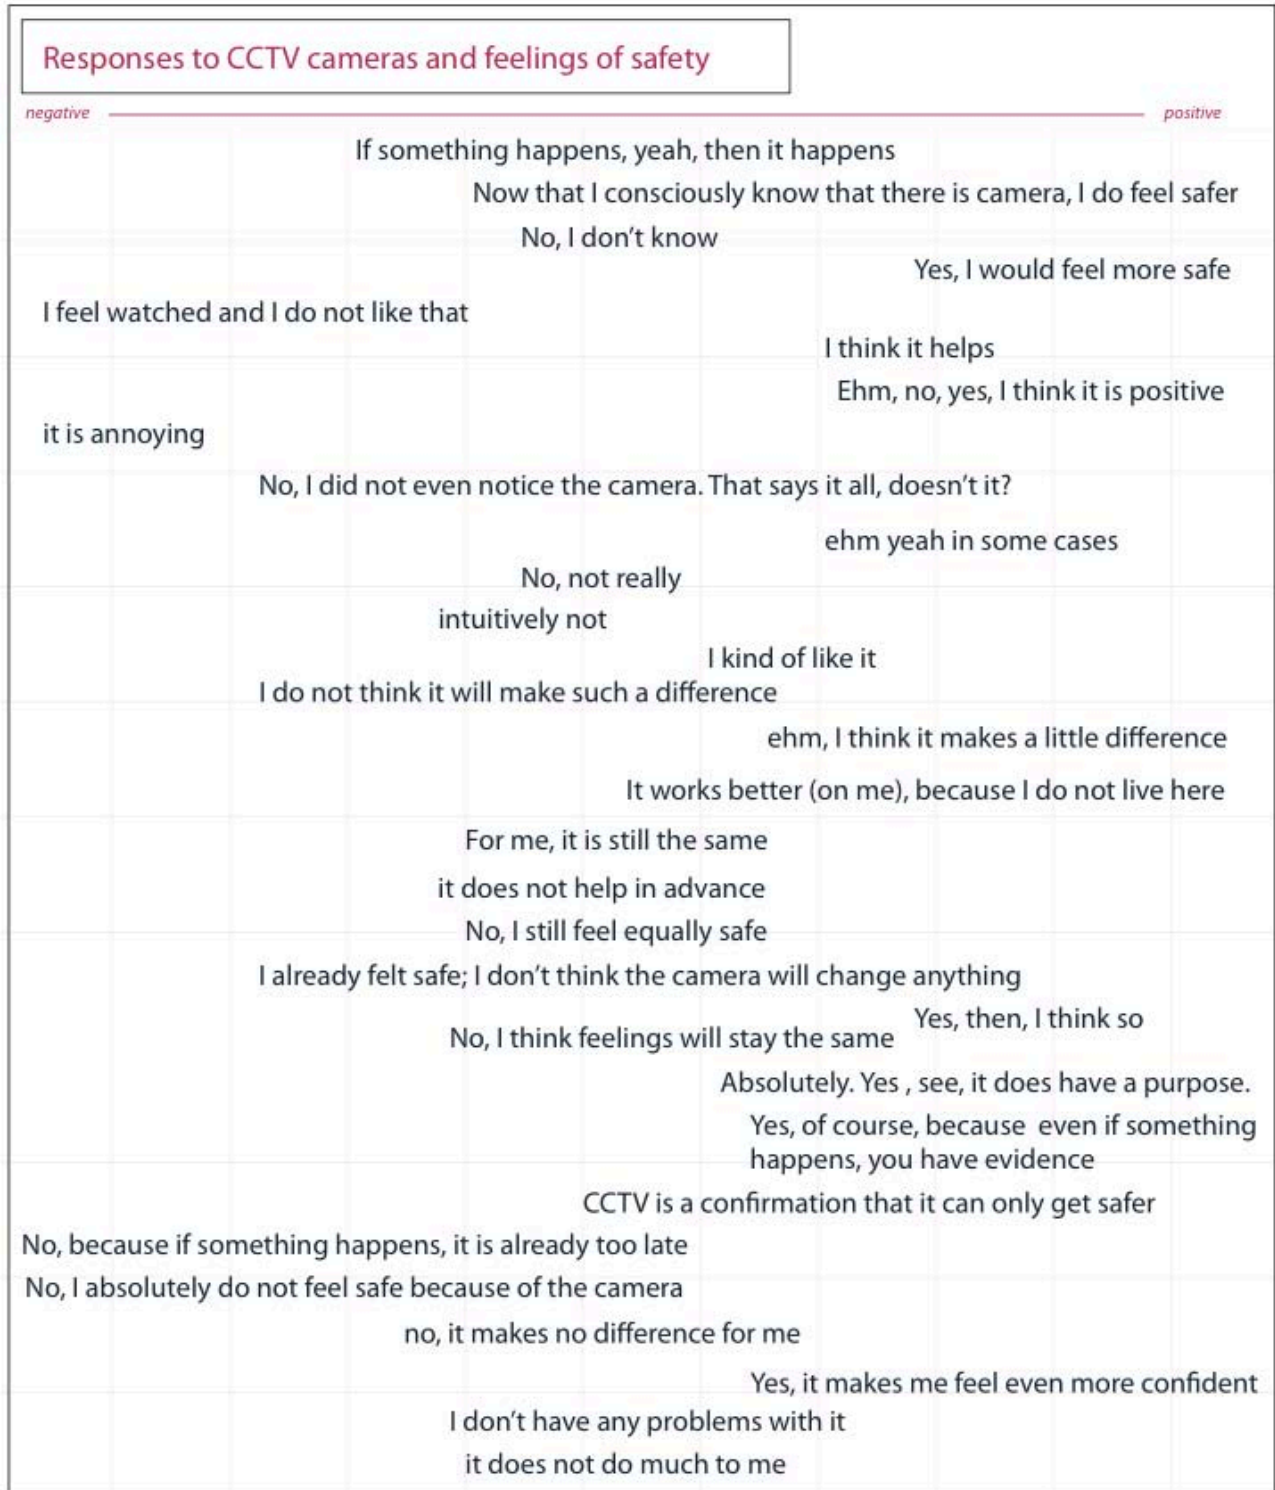 Responses to CCTV cameras and feelings of safety
negative
positive
If something happens, yeah, then it happens
Now that I consciously know that there is camera, I do feel safer
No, I don't know
Yes, I would feel more safe
I feel watched and I do not like that
I think it helps
Ehm, no, yes, I think it is positive
it is annoying
No, I did not even notice the camera. That says it all, doesn't it?
ehm yeah in some cases
No, not really
intuitively not
I kind of like it
I do not think it will make such a difference
ehm, I think it makes a little difference
It works better (on me), because I do not live here
For me, it is still the same
it does not help in advance
No, I still feel equally safe
I already felt safe; I don't think the camera will change anything
Yes, then, I think so
No, I think feelings will stay the same
Absolutely. Yes , see, it does have a purpose.
Yes, of course, because even if something
happens, you have evidence
CCTV is a confirmation that it can only get safer
No, because if something happens, it is already too late
No, I absolutely do not feel safe because of the camera
no, it makes no difference for me
Yes, it makes me feel even more confident
I don't have any problems with it
it does not do much to me